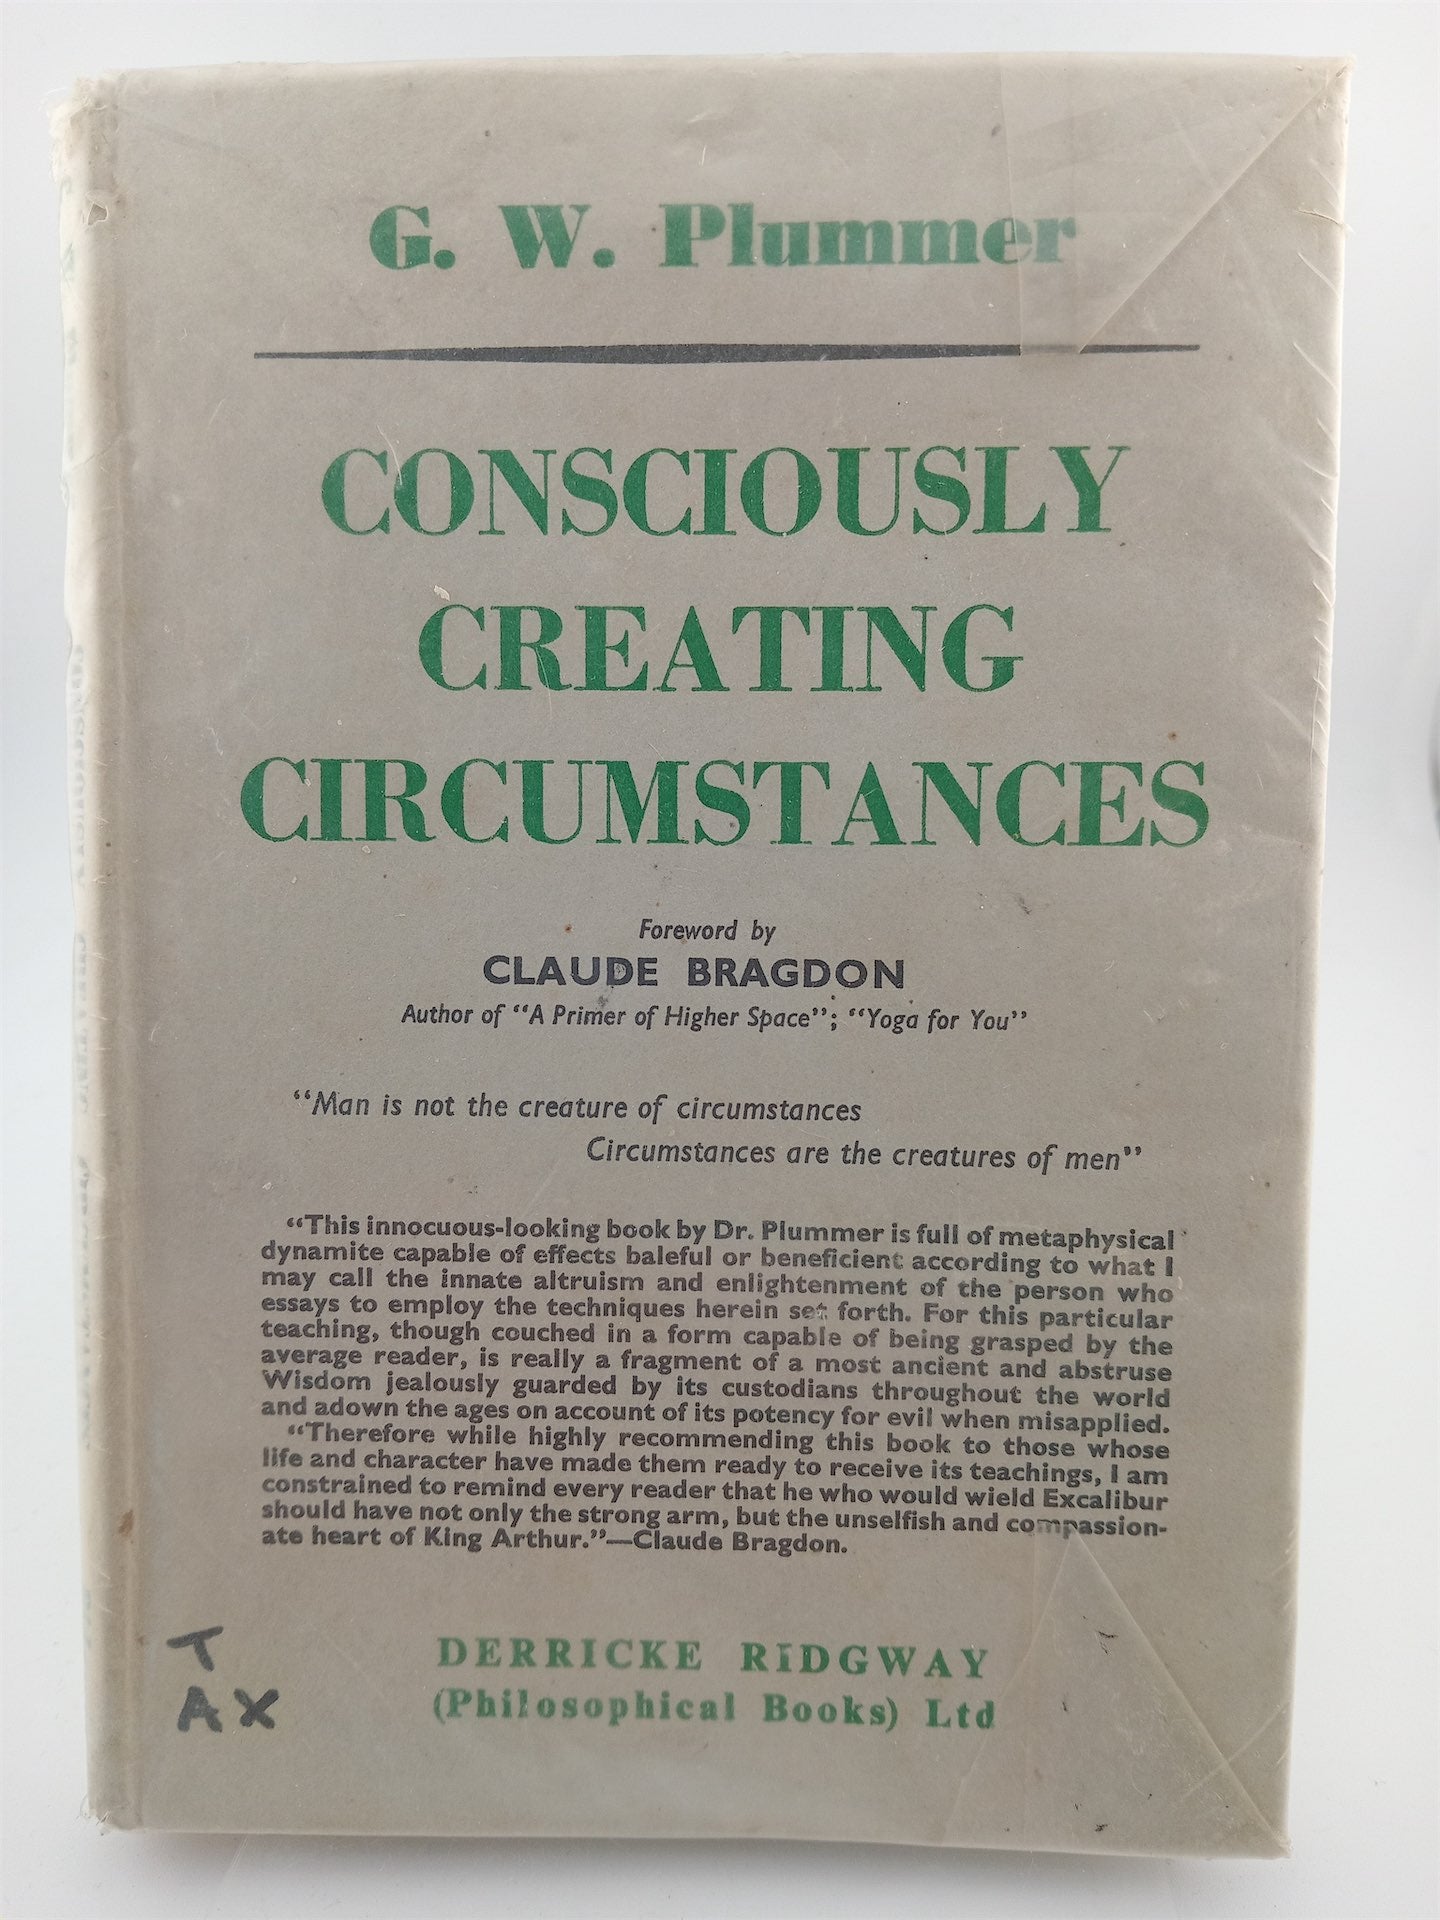 G. W. Plummer
CONSCIOUSLY
CREATING
CIRCUMSTANCES
Foreword by
CLAUDE BRAGDON
Author of "A Primer of Higher Space"; "Yoga for You"
"Man is not the creature of circumstances
Circumstances are the creatures of men"
"This innocuous-looking book by Dr. Plummer is full of metaphysical
dynamite capable of effects baleful or beneficient according to what I
may call the innate altruism and enlightenment of the person who
essays to employ the techniques herein set forth. For this particular
teaching, though couched in a form capable of being grasped by the
average reader, is really a fragment of a most ancient and abstruse
Wisdom jealously guarded by its custodians throughout the world
and adown the ages on account of its potency for evil when misapplied.
"Therefore while highly recommending this book to those whose
life and character have made them ready to receive its teachings, I am
constrained to remind every reader that he who would wield Excalibur
should have not only the strong arm, but the unselfish and compassion-
ate heart of King Arthur."—Claude Bragdon.
T
AX
DERRICKE RIDGWAY
(Philosophical Books) Ltd